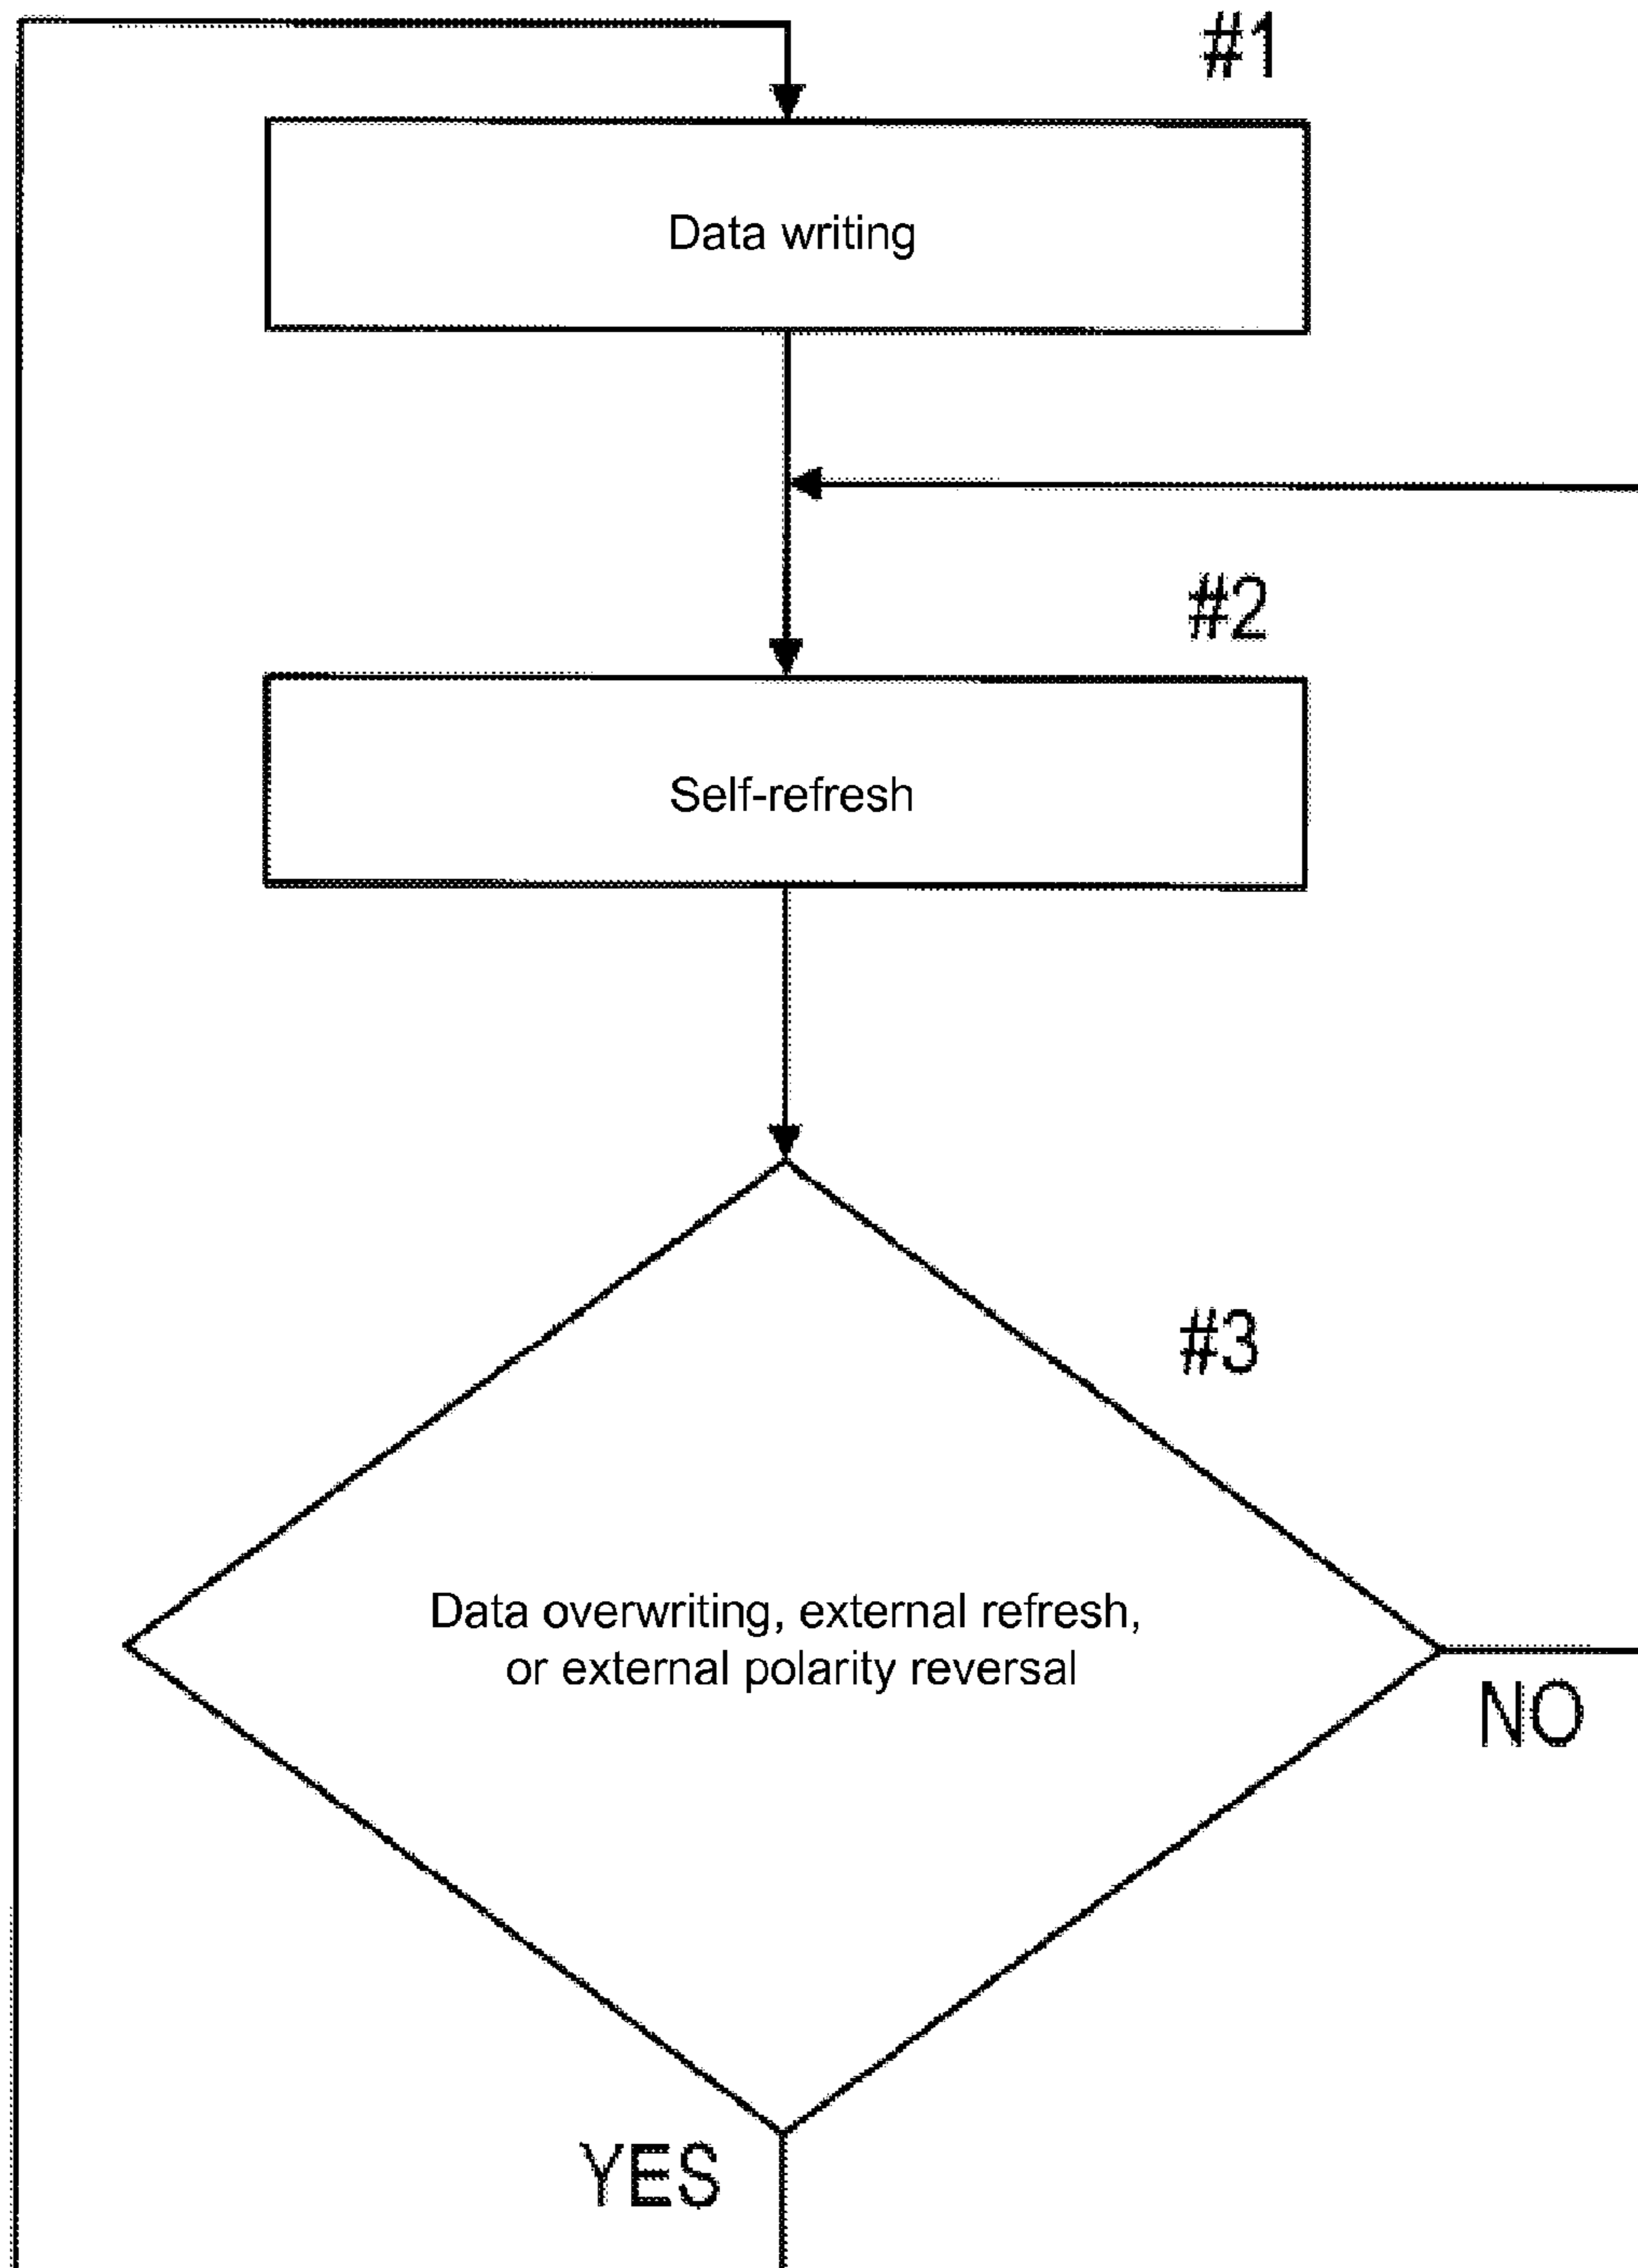 #1
Data writing
#2
Self-refresh
#3
Data overwriting, external refresh,
or external polarity reversal
NO
YES